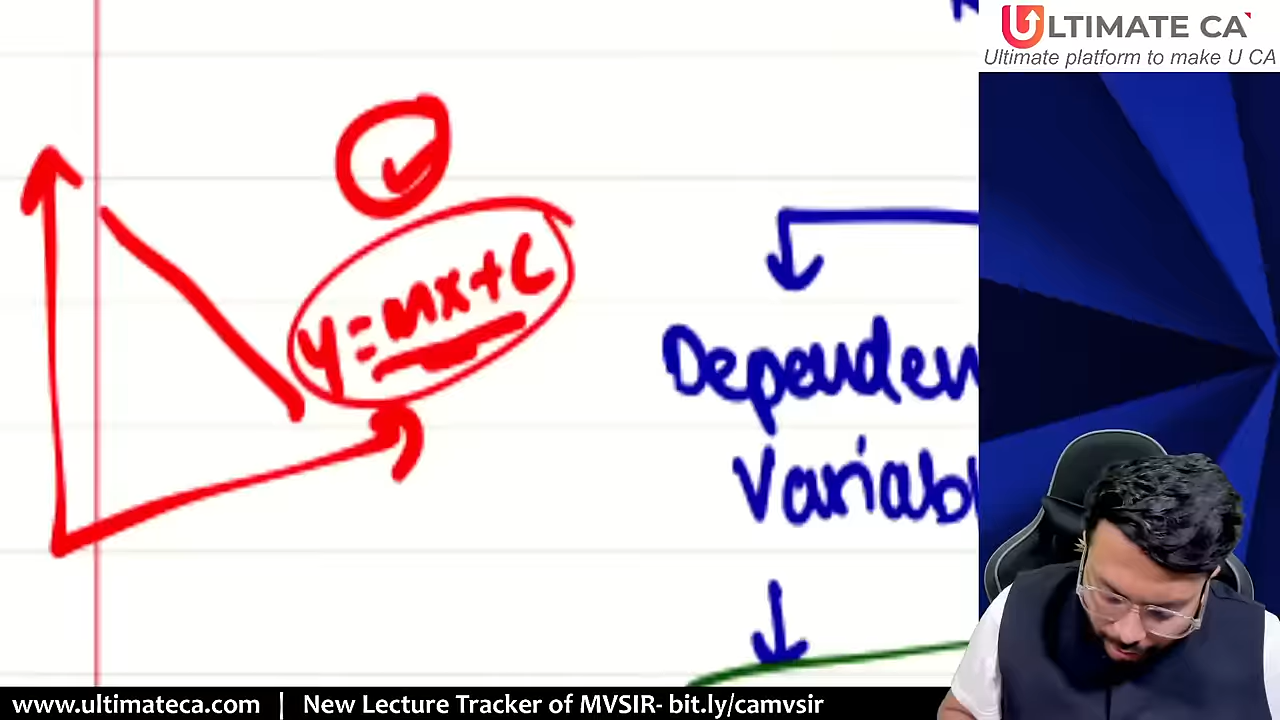 ULTIMATE CA
Ultimate platform to make U CA
y=mx+c
Dependen
Variabl
www.ultimateca.com | New Lecture Tracker of MVSIR- bit.ly/camvsir